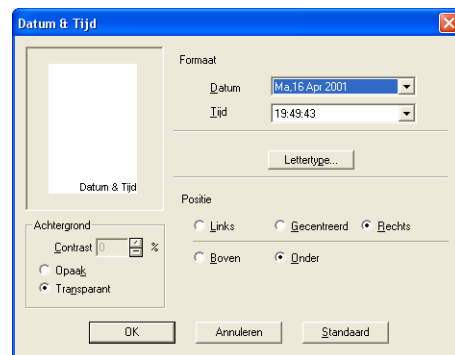 Datum & Tijd
Formaat
Datum Ma,16 Apr 2001
Tijd 19:49:43
Lettertype...
Datum & Tijd
Positie
Links Gecentreerd Rechts
Boven Onder
Achtergrond
Contrast 0 %
Opaak
Transparant
OK Annuleren Standaard